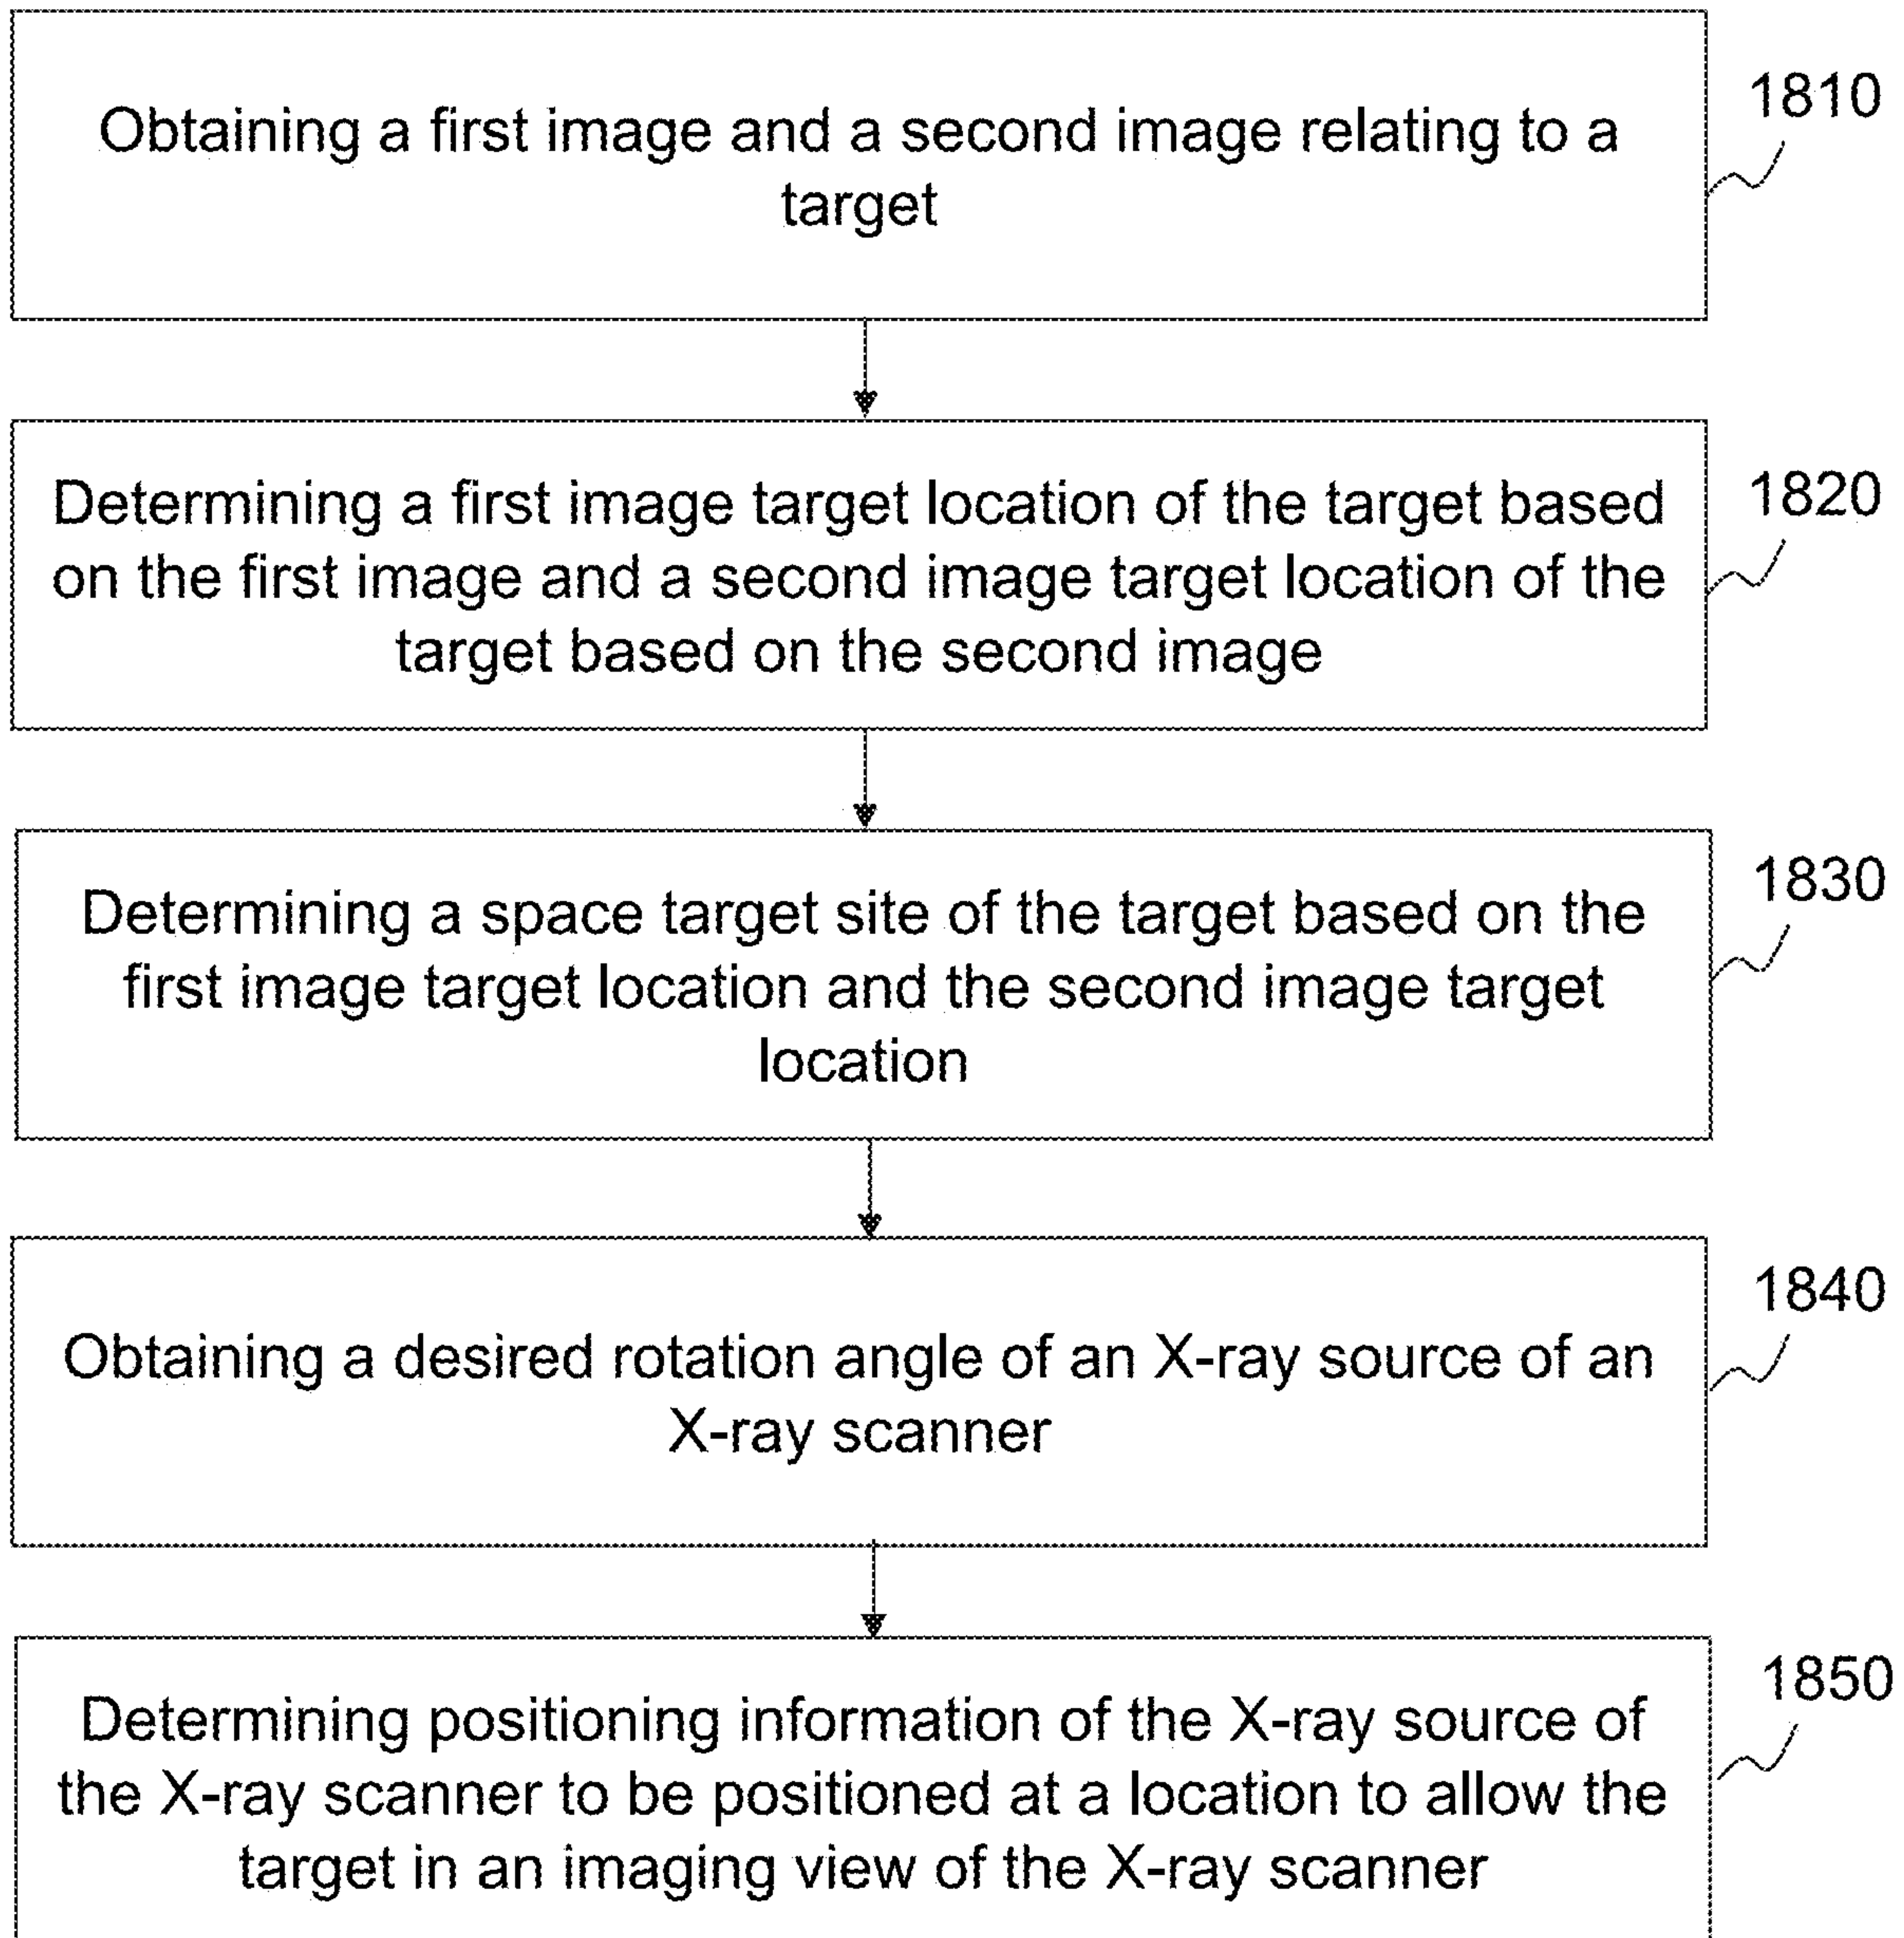 Obtaining a first image and a second image relating to a
target
1810
Determining a first image target location of the target based
on the first image and a second image target location of the
target based on the second image
1820
Determining a space target site of the target based on the
first image target location and the second image target
location
1830
Obtaining a desired rotation angle of an X-ray source of an
X-ray scanner
1840
Determining positioning information of the X-ray source of
the X-ray scanner to be positioned at a location to allow the
target in an imaging view of the X-ray scanner
1850